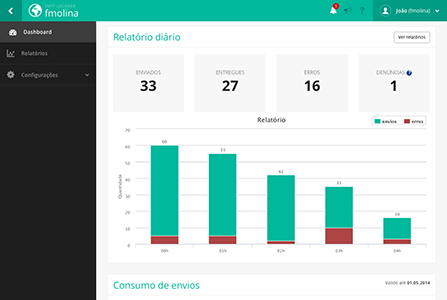 fmolina
João (fmolina)
Dashboard
Relatórios
Configurações
Relatório diário
Ver relatórios
ENVIADOS
33
ENTREGUES
27
ERROS
16
DENÚNCIAS ?
1
Relatório
envios
erros
Quantidade
70
60
50
40
30
20
10
0
60
55
42
35
16
00h
01h
02h
03h
04h
Consumo de envios
Válido até 01.05.2014